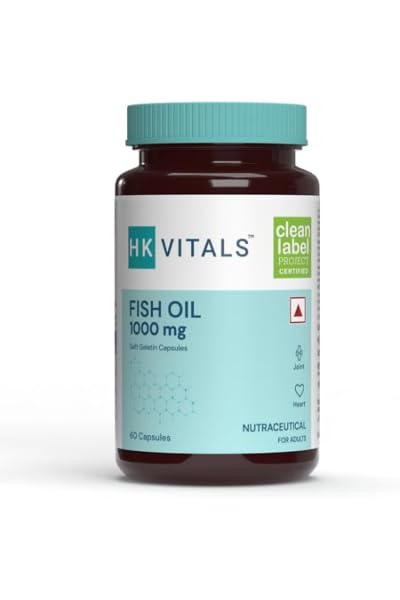 HK VITALS™
clean
label
PROJECT
CERTIFIED
FISH OIL
1000 mg
Soft Gelatin Capsules
Joint
Heart
60 Capsules
NUTRACEUTICAL
FOR ADULTS